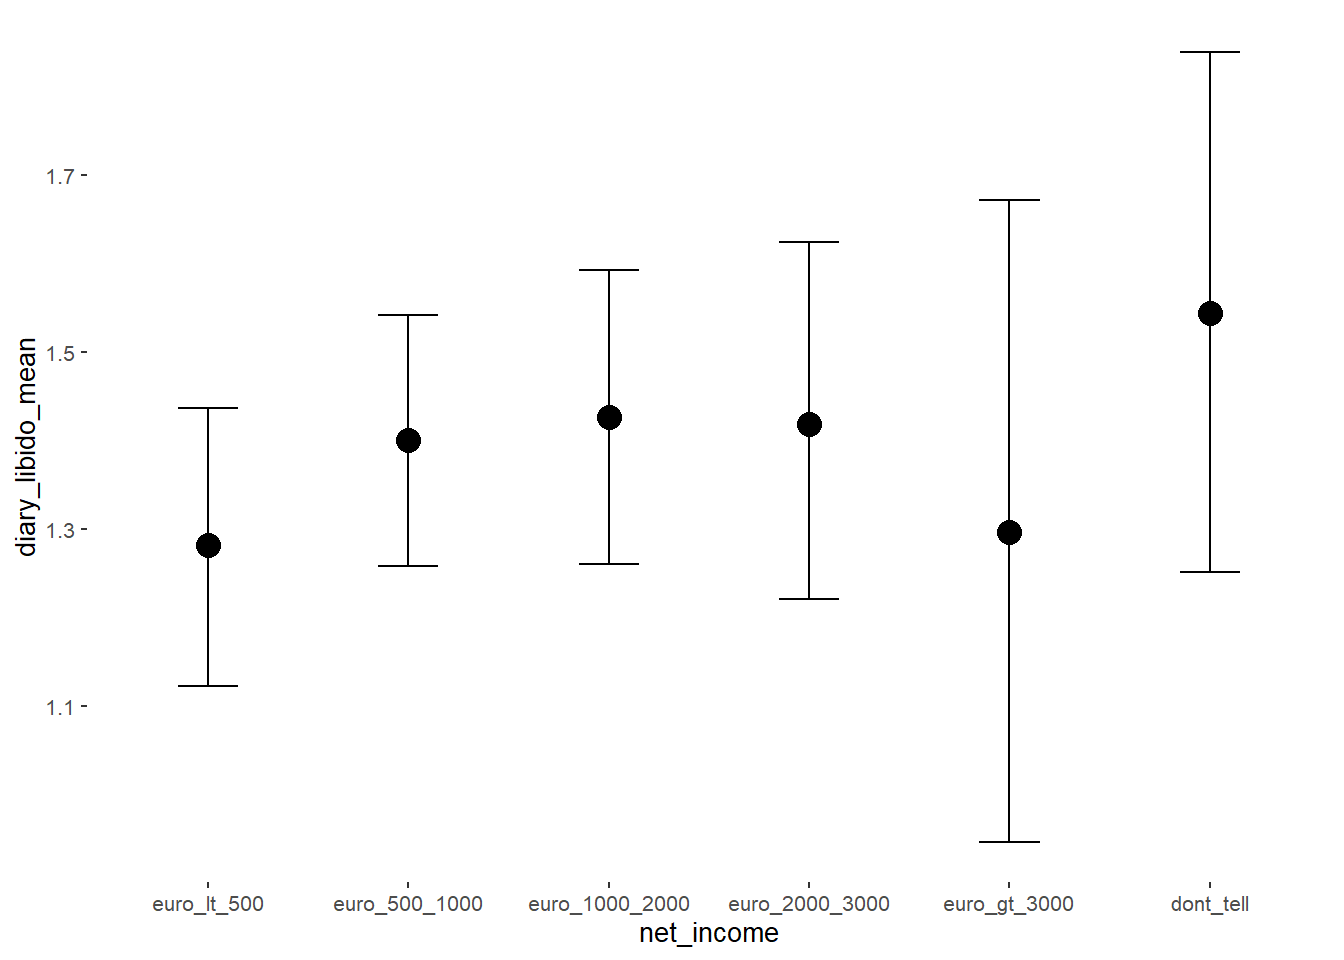 diary_libido_mean
1.7
1.5
1.3
1.1
euro_lt_500
euro_500_1000
euro_1000_2000
euro_2000_3000
euro_gt_3000
dont_tell
net_income